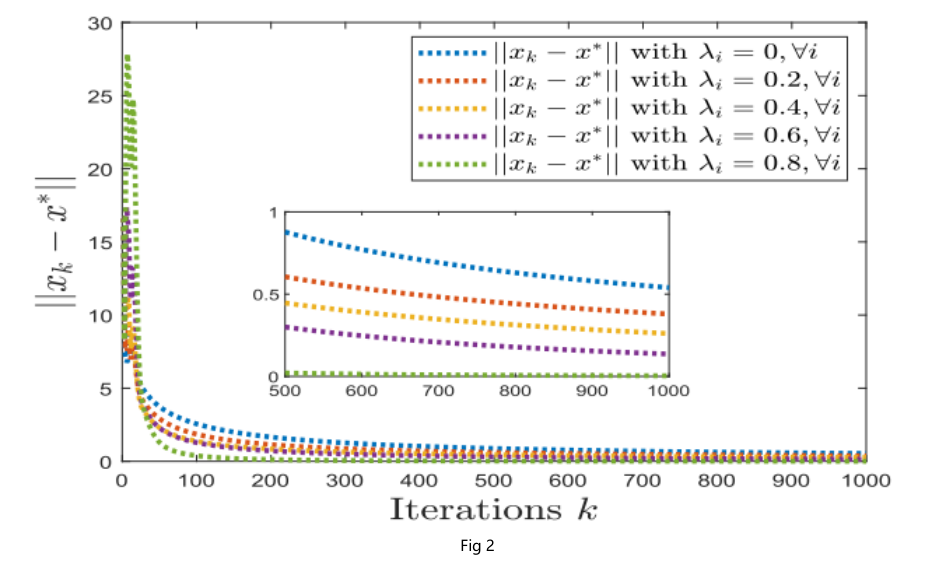 30
25
20
15
10
5
0
||x_k − x*||
||x_k − x*|| with λ_i = 0, ∀i
||x_k − x*|| with λ_i = 0.2, ∀i
||x_k − x*|| with λ_i = 0.4, ∀i
||x_k − x*|| with λ_i = 0.6, ∀i
||x_k − x*|| with λ_i = 0.8, ∀i
1
0.5
0
500 600 700 800 900 1000
0 100 200 300 400 500 600 700 800 900 1000
Iterations k
Fig 2